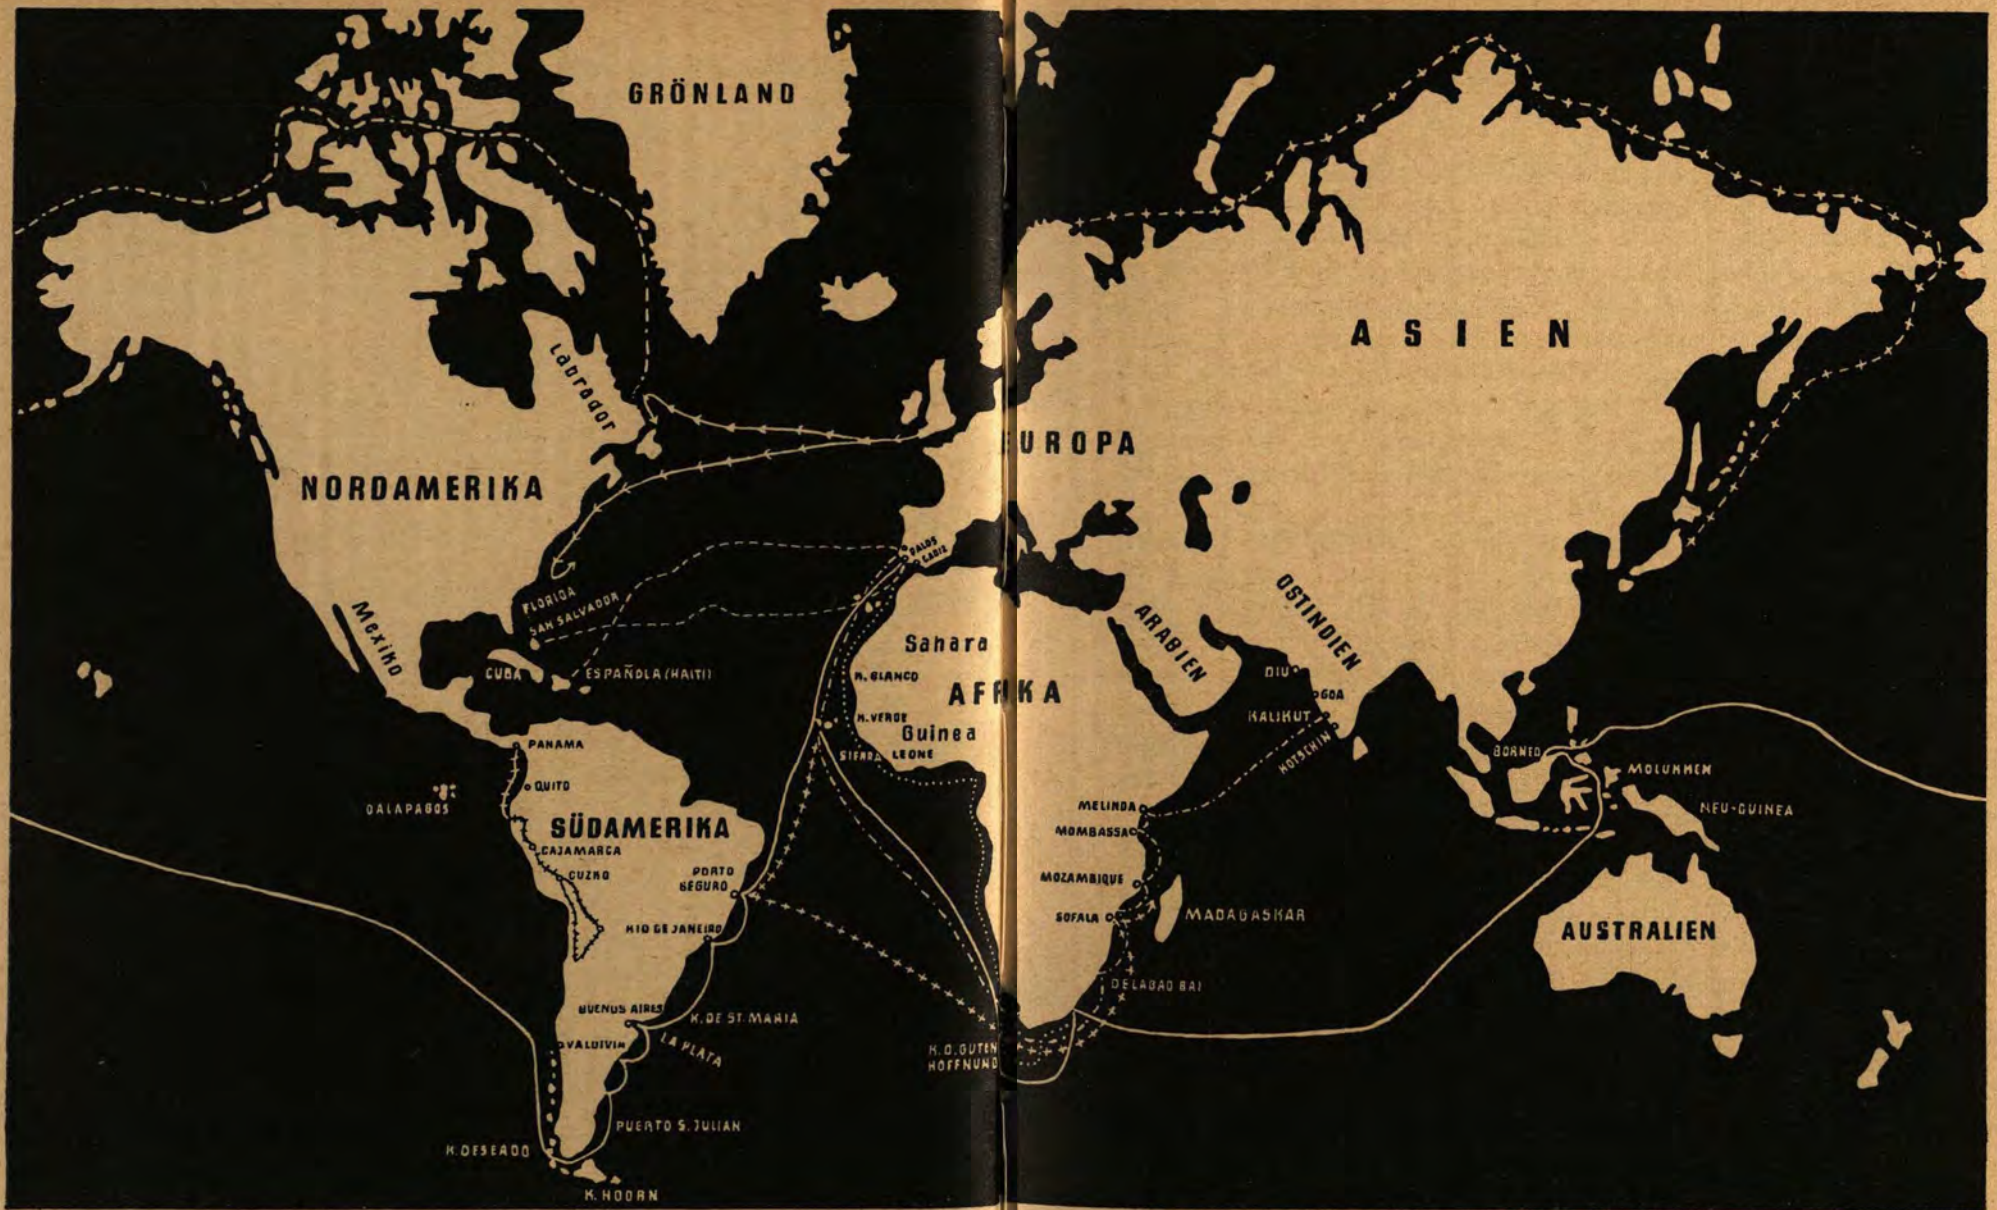 GRÖNLAND
ASIEN
Labrador
EUROPA
NORDAMERIKA
PALOS
CADIZ
FLORIDA
SAN SALVADOR
Mexiko
CUBA
ESPAÑOLA (HAITI)
Sahara
K. BLANCO
AFRIKA
K. VERDE
Guinea
SIERRA LEONE
ARABIEN
OSTINDIEN
DIU
GOA
KALIKUT
KOTSCHIN
BORNEO
MOLUKKEN
NEU-GUINEA
PANAMA
QUITO
GALAPAGOS
SÜDAMERIKA
CAJAMARCA
CUZKO
PORTO
SEGURO
RIO DE JANEIRO
MELINDA
MOMBASSA
MOZAMBIQUE
SOFALA
MADAGASKAR
AUSTRALIEN
DELAGAO BAI
BUENUS AIRES
K. DE ST. MARIA
VALDIVIN
LA PLATA
K. D. GUTEN
HOFFNUNG
PUERTO S. JULIAN
K. DESEADO
K. HOORN